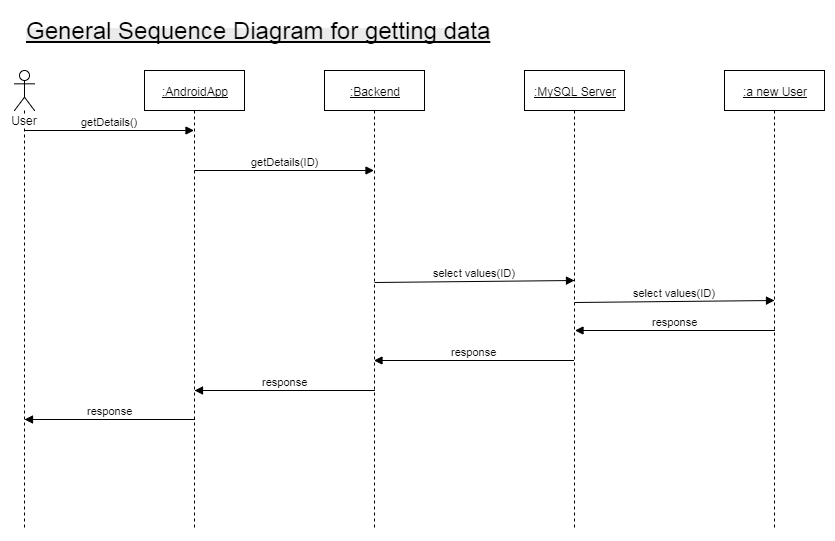 General Sequence Diagram for getting data
:AndroidApp
:Backend
:MySQL Server
:a new User
User
getDetails()
getDetails(ID)
select values(ID)
select values(ID)
response
response
response
response